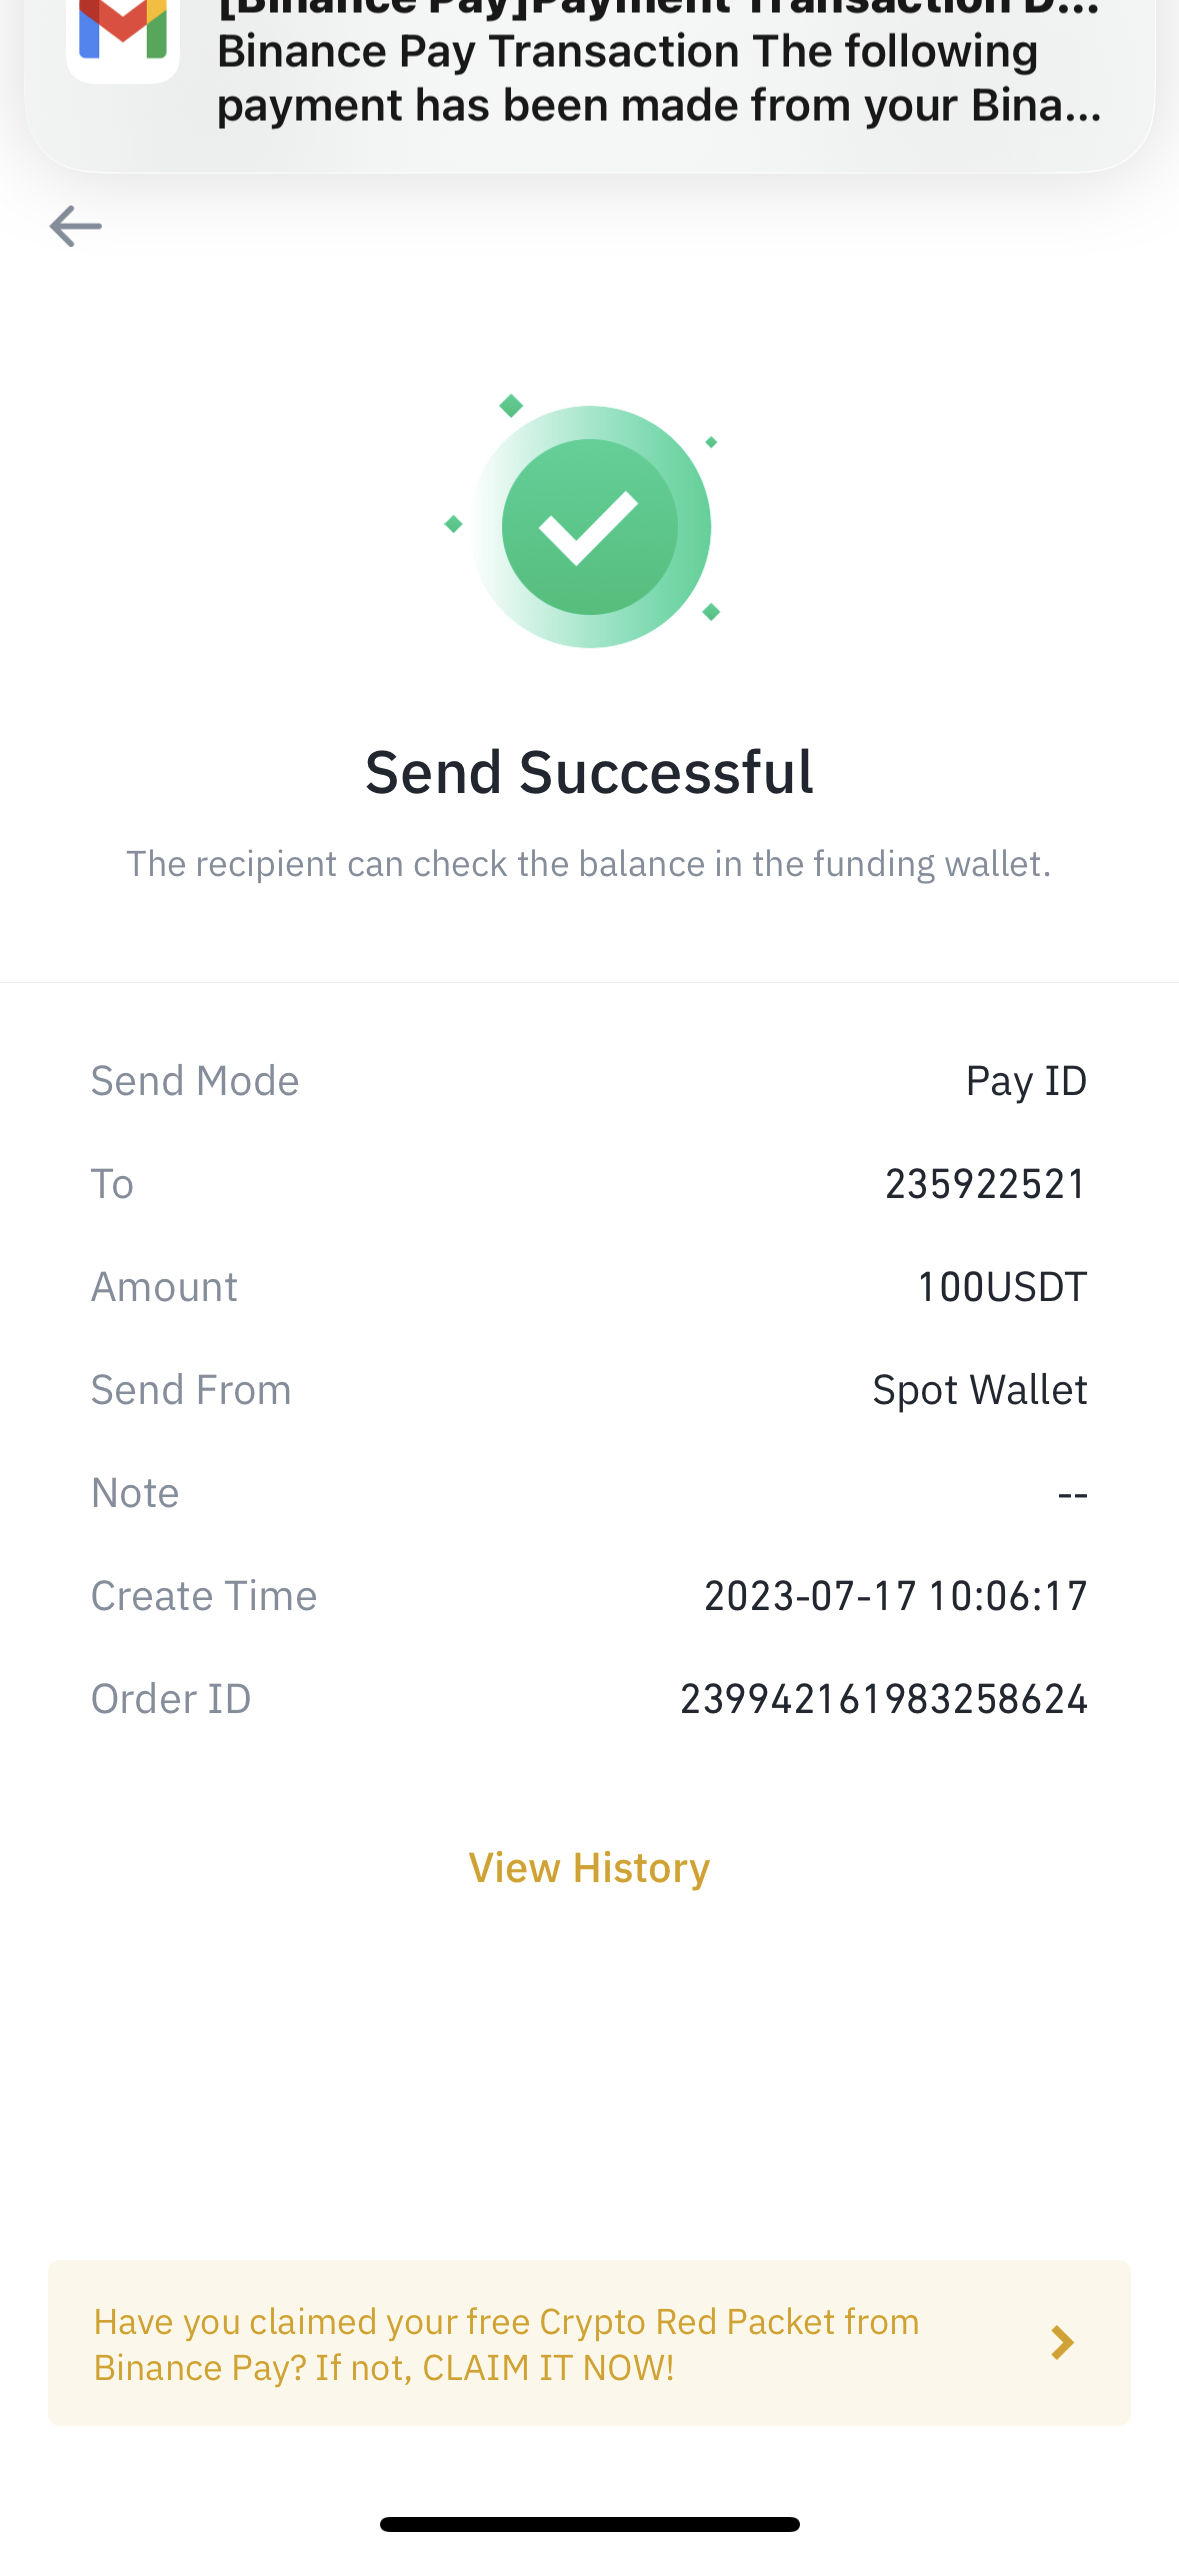 [Binance Pay]Payment Transaction D...
Binance Pay Transaction The following
payment has been made from your Bina...
Send Successful
The recipient can check the balance in the funding wallet.
Send Mode Pay ID
To 235922521
Amount 100USDT
Send From Spot Wallet
Note --
Create Time 2023-07-17 10:06:17
Order ID 239942161983258624
View History
Have you claimed your free Crypto Red Packet from
Binance Pay? If not, CLAIM IT NOW!